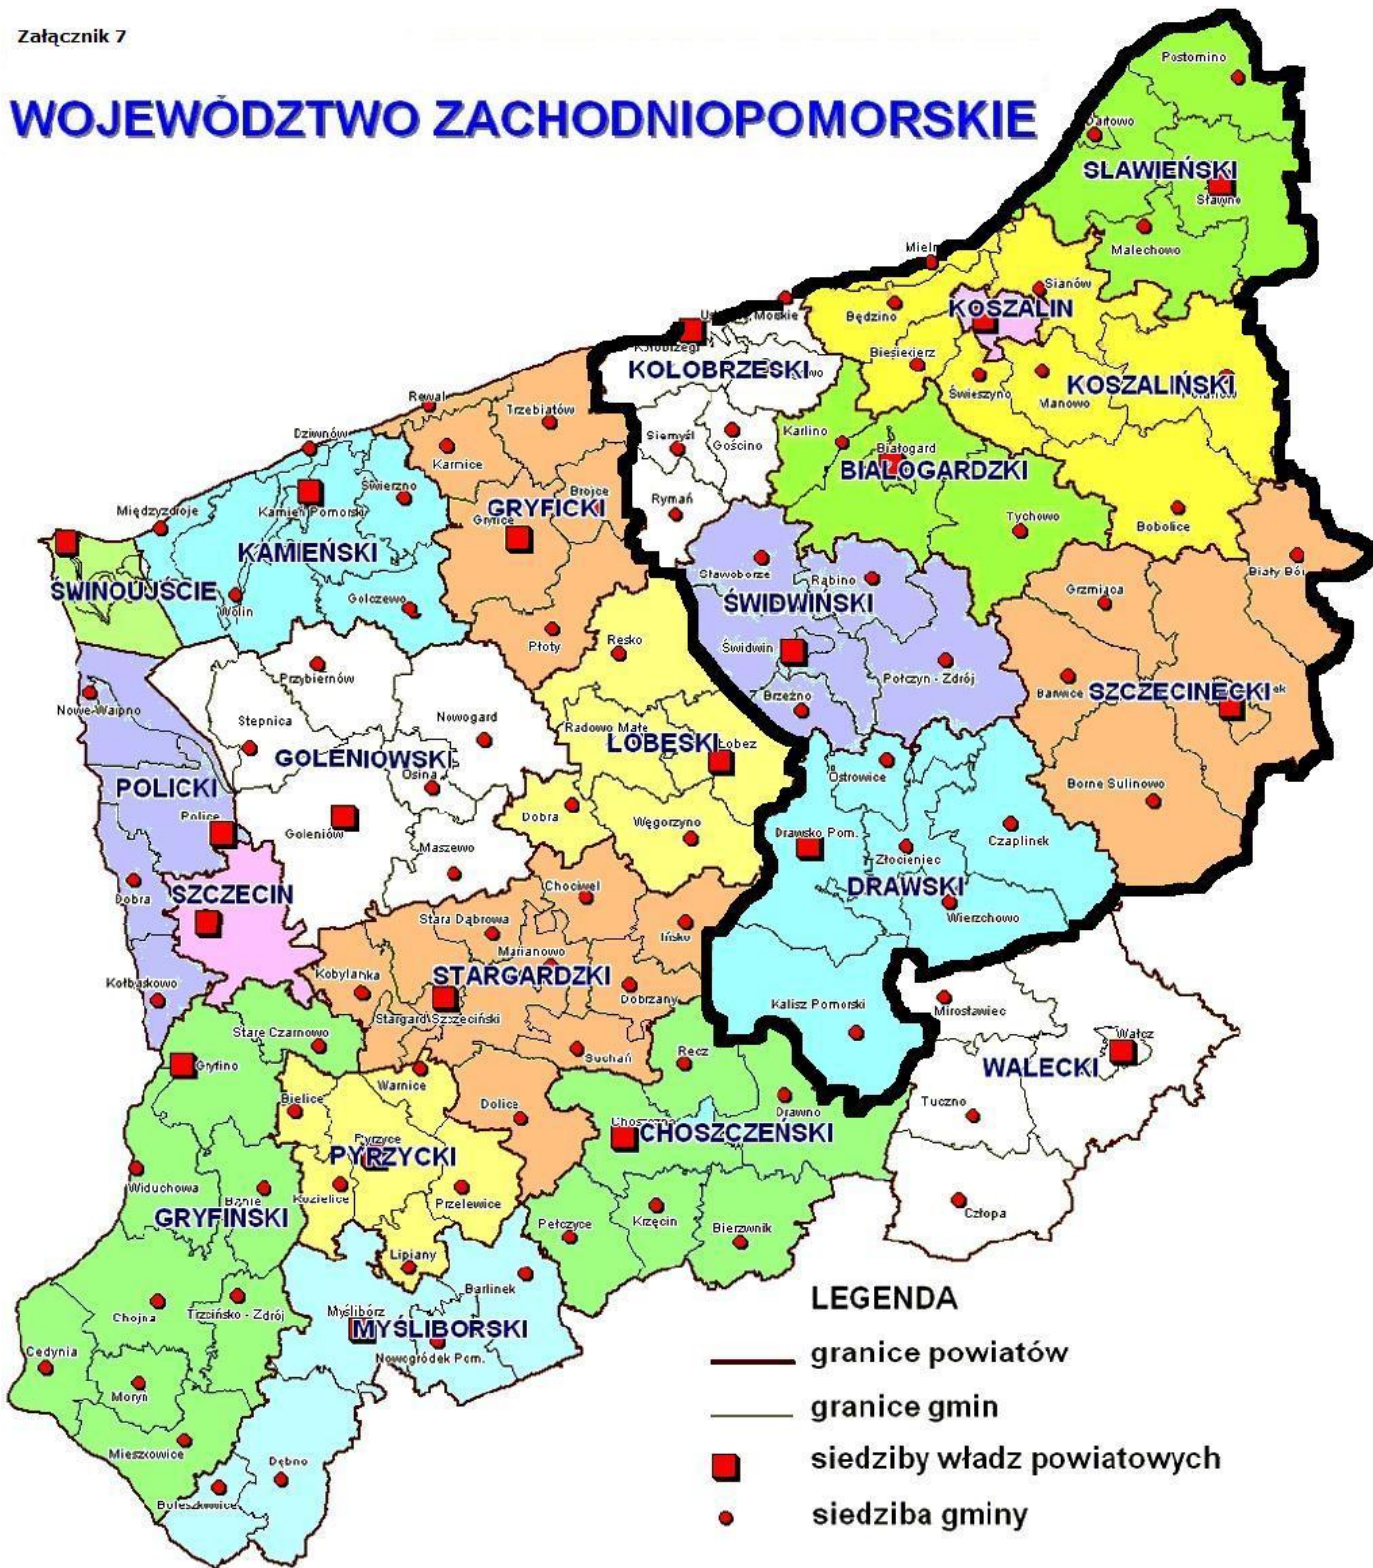 Załącznik 7
WOJEWÓDZTWO ZACHODNIOPOMORSKIE
Postomino
Darłowo
SLAWIEŃSKI
Sławno
Malechowo
Sianów
KOSZALIN
Będzino
Biesiekierz
Świeszyno
Manowo
KOSZALIŃSKI
KOŁOBRZESKI
Rewal
Trzebiatów
Siemyśl
Gościno
Karlino
Białogard
BIALOGARDZKI
Dziwnów
Karnice
Świerzno
Kamień Pomorski
Brojce
GRYFICKI
Gryfice
Rymań
Tychowo
Bobolice
Międzyzdroje
KAMIEŃSKI
Biały Bór
Sławoborze
Rąbino
Grzmiąca
ŚWINOUJŚCIE
Wolin
Golczewo
ŚWIDWIŃSKI
Płoty
Resko
Świdwin
Połczyn - Zdrój
Przybiernów
Barwice
SZCZECINECKI
Brzeżno
Nowe-Warpno
Stepnica
Nowogard
Radowo Małe
LOBESKI
Łobez
GOLENIOWSKI
Osina
Ostrowice
POLICKI
Borne Sulinowo
Police
Goleniów
Dobra
Węgorzyno
Drawsko Pom.
Czaplinek
Maszewo
Złocieniec
DRAWSKI
SZCZECIN
Dobra
Chociwel
Stara Dąbrowa
Wierzchowo
Ińsko
Marianowo
STARGARDZKI
Kobylanka
Kołbaskowo
Dobrzany
Kalisz Pomorski
Mirosławiec
Stargard Szczeciński
Stare Czarnowo
Suchań
Recz
Wałcz
WALECKI
Gryfino
Warnice
Bielice
Dolice
Drawno
Tuczno
Choszczno
CHOSZCZEŃSKI
Pyrzyce
PYRZYCKI
Widuchowa
Banie
Kozielice
Przelewice
Krzęcin
Człopa
GRYFIŃSKI
Pełczyce
Bierzwnik
Lipiany
Barlinek
LEGENDA
Chojna
Trzcińsko - Zdrój
Myślibórz
MYŚLIBORSKI
Cedynia
Nowogródek Pom.
granice powiatów
Moryń
granice gmin
Mieszkowice
siedziby władz powiatowych
Dębno
Boleszkowice
siedziba gminy